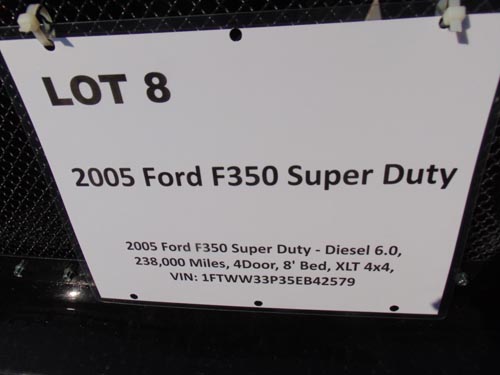 LOT 8
2005 Ford F350 Super Duty
2005 Ford F350 Super Duty - Diesel 6.0,
238,000 Miles, 4Door, 8' Bed, XLT 4x4,
VIN: 1FTWW33P35EB42579